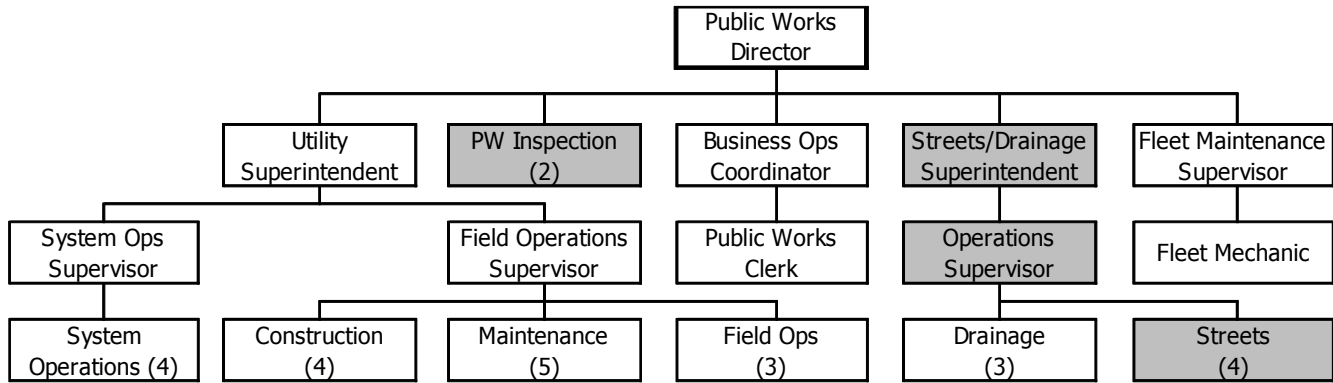 Public Works
Director
Utility
Superintendent
PW Inspection
(2)
Business Ops
Coordinator
Streets/Drainage
Superintendent
Fleet Maintenance
Supervisor
System Ops
Supervisor
Field Operations
Supervisor
Public Works
Clerk
Operations
Supervisor
Fleet Mechanic
System
Operations (4)
Construction
(4)
Maintenance
(5)
Field Ops
(3)
Drainage
(3)
Streets
(4)